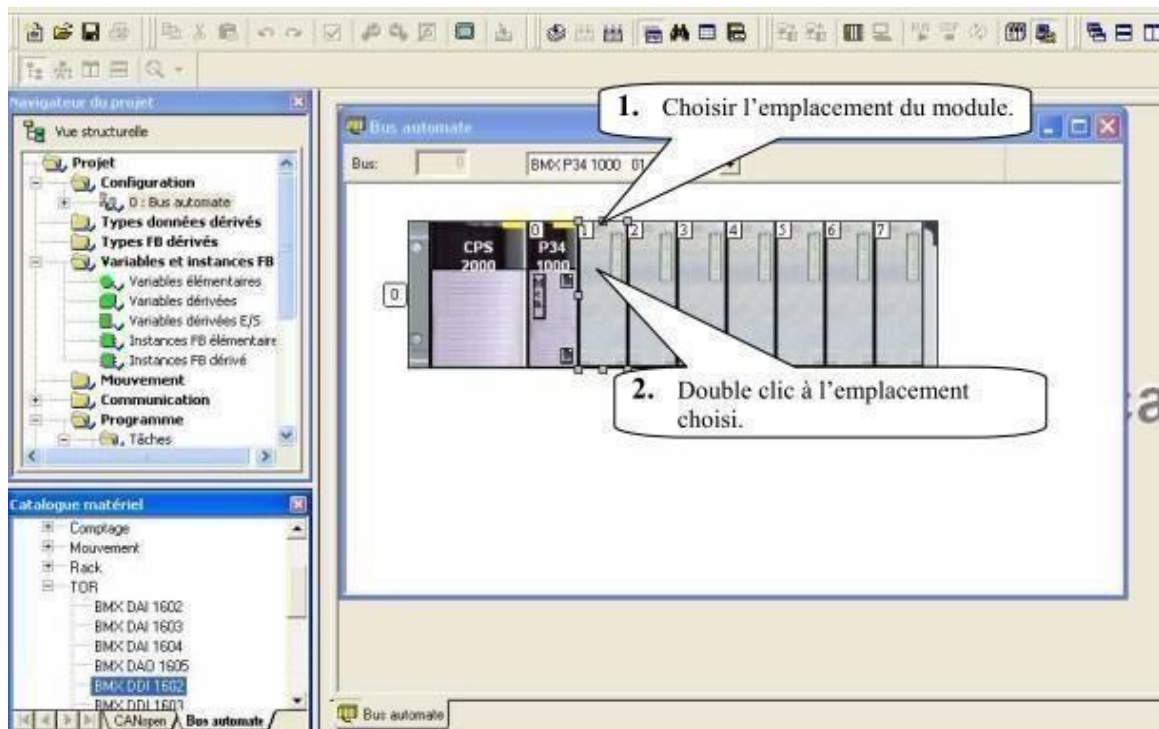 Navigateur du projet
Vue structurelle
Projet
Configuration
0 : Bus automate
Types données dérivés
Types FB dérivés
Variables et instances FB
Variables élémentaires
Variables dérivées
Variables dérivées E/S
Instances FB élémentaire
Instances FB dérivé
Mouvement
Communication
Programme
Tâches
Catalogue matériel
Comptage
Mouvement
Rack
TOR
BMX DAI 1602
BMX DAI 1603
BMX DAI 1604
BMX DAO 1605
BMX DDI 1602
BMX DDI 1603
CANopen
Bus automate
Bus automate
Bus:
0
BMX P34 1000 01
1. Choisir l’emplacement du module.
0
CPS
2000
0
P34
1000
1
2
3
4
5
6
7
2. Double clic à l’emplacement
choisi.
ca
Bus automate